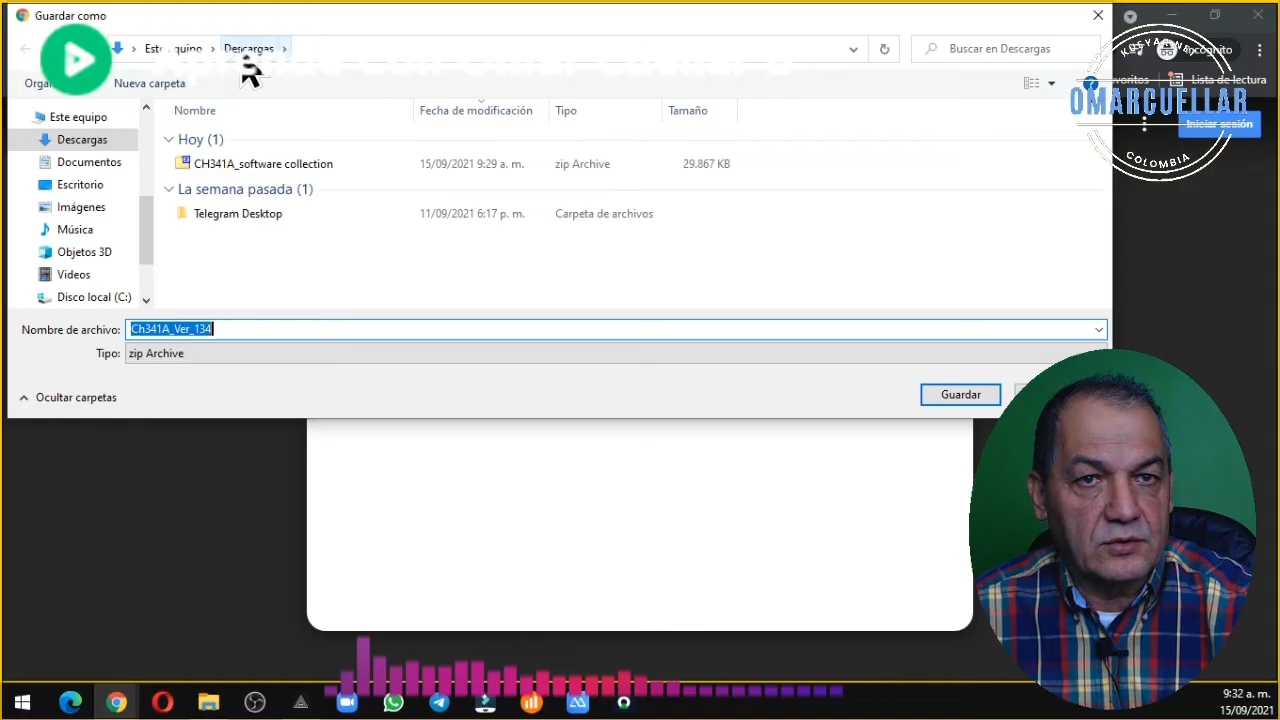 Guardar como
Este equipo > Descargas >
Buscar en Descargas
Incógnito
Nueva carpeta
Lista de lectura
OMARCUELLAR
COLOMBIA
Iniciar sesión
Este equipo
Descargas
Documentos
Escritorio
Imágenes
Música
Objetos 3D
Videos
Disco local (C:)
Nombre Fecha de modificación Tipo Tamaño
Hoy (1)
CH341A_software collection 15/09/2021 9:29 a. m. zip Archive 29.867 KB
La semana pasada (1)
Telegram Desktop 11/09/2021 6:17 p. m. Carpeta de archivos
Nombre de archivo: Ch341A_Ver_134
Tipo: zip Archive
Ocultar carpetas
Guardar
9:32 a. m.
15/09/2021